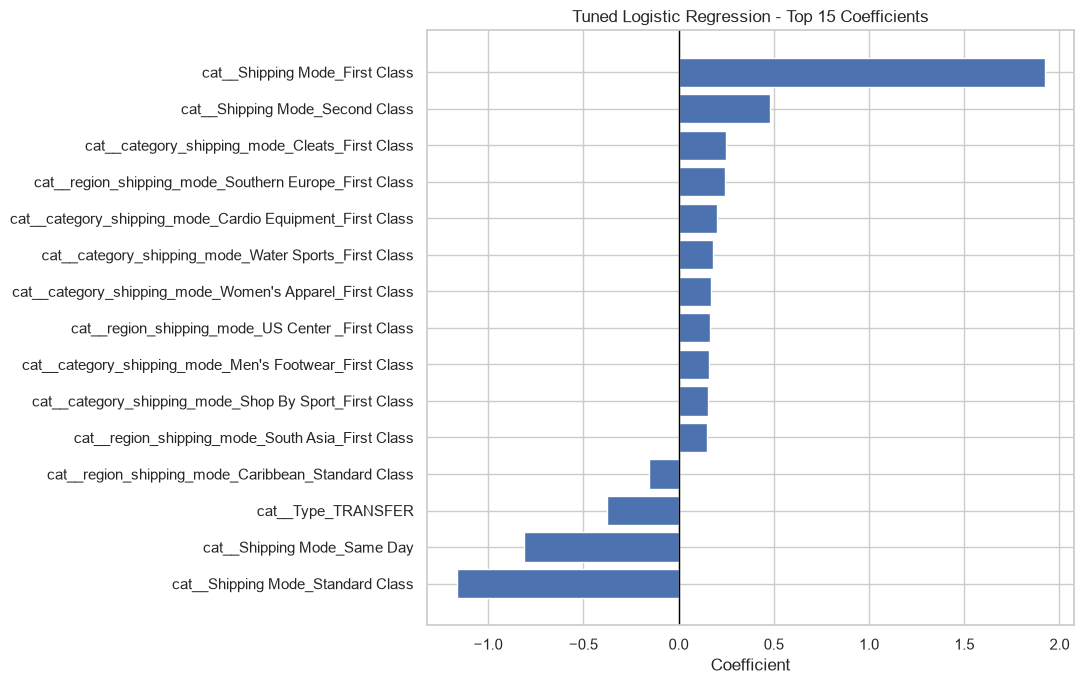 Tuned Logistic Regression - Top 15 Coefficients
cat__Shipping Mode_First Class
cat__Shipping Mode_Second Class
cat__category_shipping_mode_Cleats_First Class
cat__region_shipping_mode_Southern Europe_First Class
cat__category_shipping_mode_Cardio Equipment_First Class
cat__category_shipping_mode_Water Sports_First Class
cat__category_shipping_mode_Women's Apparel_First Class
cat__region_shipping_mode_US Center _First Class
cat__category_shipping_mode_Men's Footwear_First Class
cat__category_shipping_mode_Shop By Sport_First Class
cat__region_shipping_mode_South Asia_First Class
cat__region_shipping_mode_Caribbean_Standard Class
cat__Type_TRANSFER
cat__Shipping Mode_Same Day
cat__Shipping Mode_Standard Class
−1.0 −0.5 0.0 0.5 1.0 1.5 2.0
Coefficient